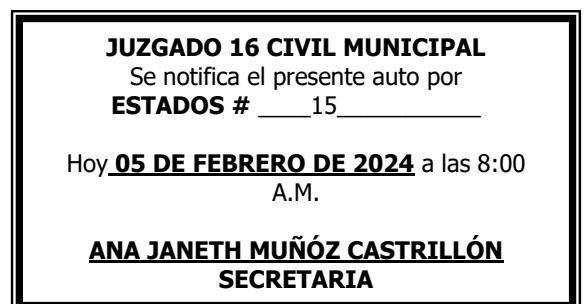 JUZGADO 16 CIVIL MUNICIPAL
Se notifica el presente auto por
ESTADOS # ____15___________
Hoy 05 DE FEBRERO DE 2024 a las 8:00
A.M.
ANA JANETH MUÑÓZ CASTRILLÓN
SECRETARIA